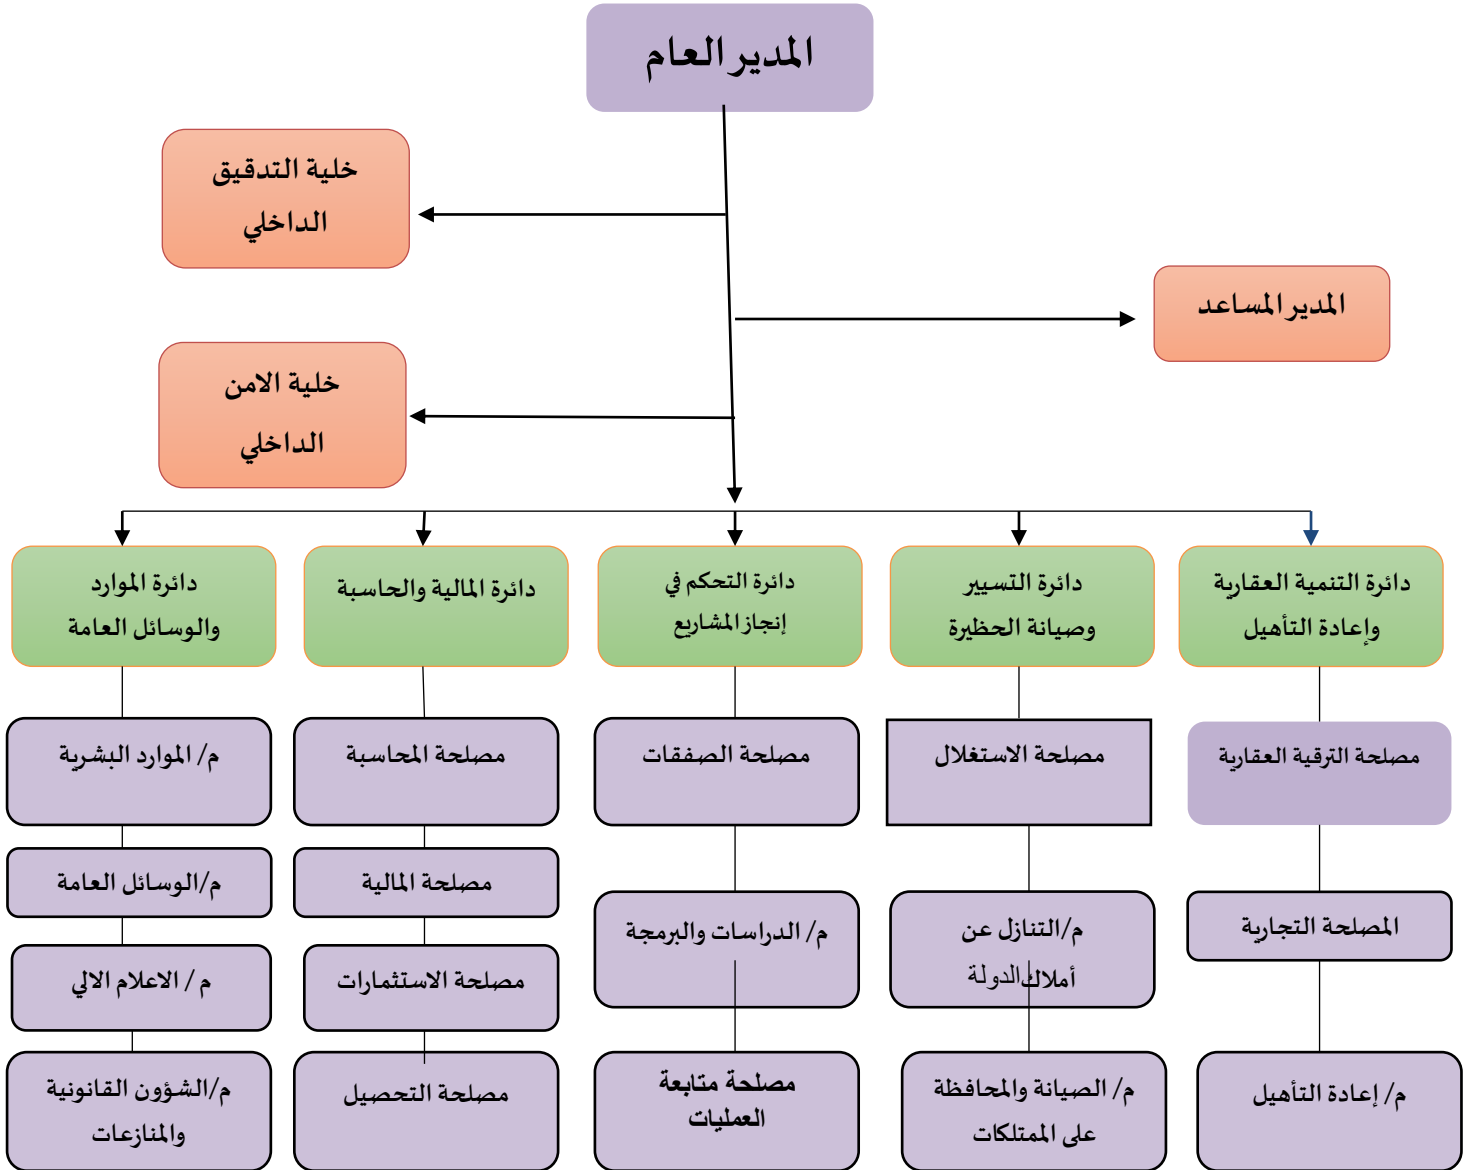 المدير العام
خلية التدقيق
الداخلي
المدير المساعد
خلية الامن
الداخلي
دائرة التنمية العقارية
وإعادة التأهيل
دائرة التسيير
وصيانة الحظيرة
دائرة التحكم في
إنجاز المشاريع
دائرة المالية والحاسبة
دائرة الموارد
والوسائل العامة
مصلحة الترقية العقارية
مصلحة الاستغلال
مصلحة الصفقات
مصلحة المحاسبة
م/ الموارد البشرية
المصلحة التجارية
م/التنازل عن
أملاك الدولة
م/ الدراسات والبرمجة
مصلحة المالية
م/الوسائل العامة
مصلحة الاستثمارات
م / الاعلام الالي
م/ إعادة التأهيل
م/ الصيانة والمحافظة
على الممتلكات
مصلحة متابعة
العمليات
مصلحة التحصيل
م/الشؤون القانونية
والمنازعات